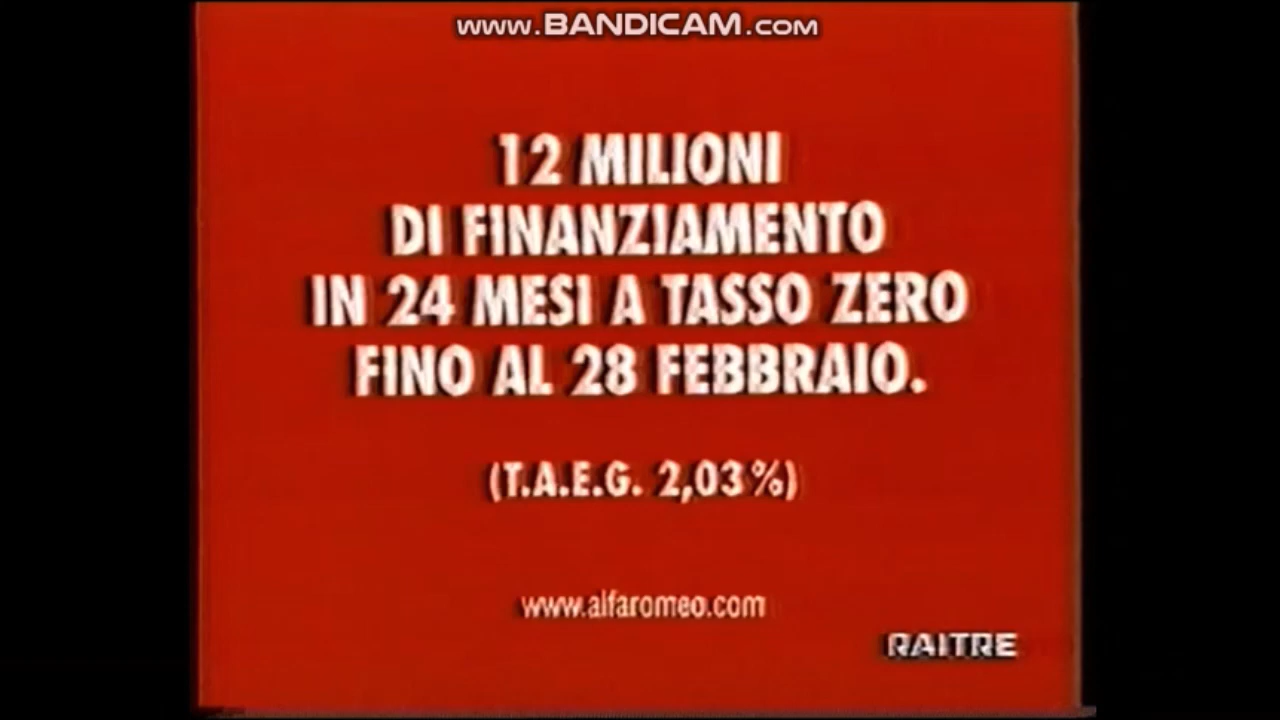 www.BANDICAM.com
12 MILIONI
DI FINANZIAMENTO
IN 24 MESI A TASSO ZERO
FINO AL 28 FEBBRAIO.
(T.A.E.G. 2,03%)
www.alfaromeo.com
RAITRE